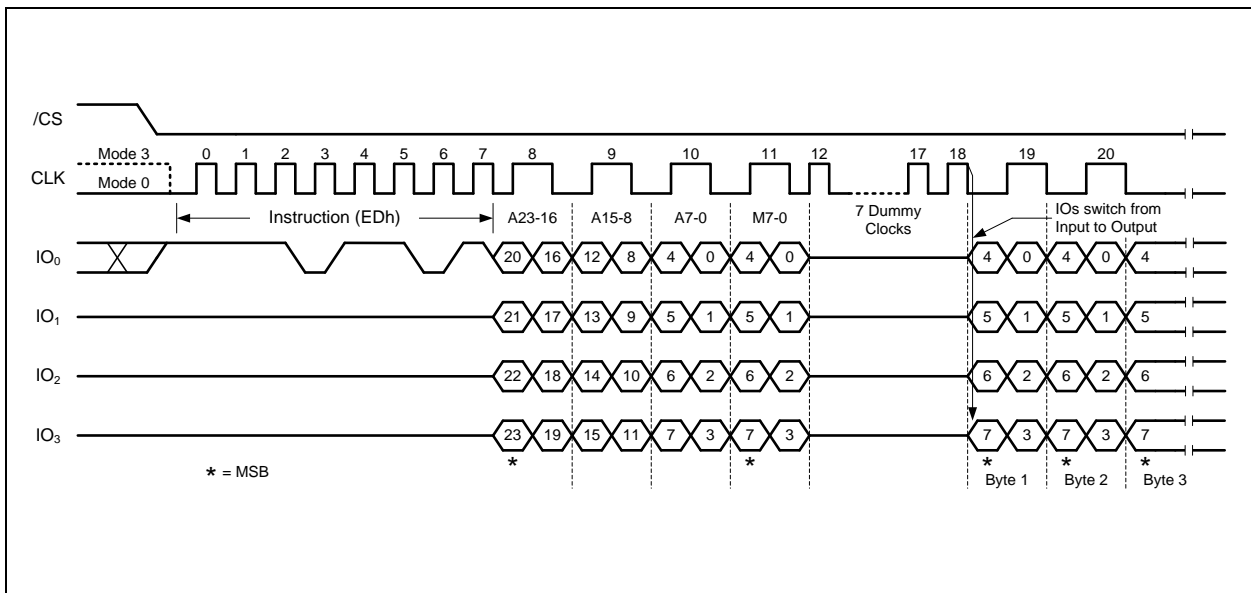 /CS
Mode 3 0 1 2 3 4 5 6 7 8 9 10 11 12 17 18 19 20
CLK
Mode 0
Instruction (EDh) A23-16 A15-8 A7-0 M7-0 7 Dummy Clocks IOs switch from Input to Output
IO₀ 20 16 12 8 4 0 4 0 4 0 4 0 4
IO₁ 21 17 13 9 5 1 5 1 5 1 5 1 5
IO₂ 22 18 14 10 6 2 6 2 6 2 6 2 6
IO₃ 23 19 15 11 7 3 7 3 7 3 7 3 7
* * * * *
* = MSB
Byte 1 Byte 2 Byte 3